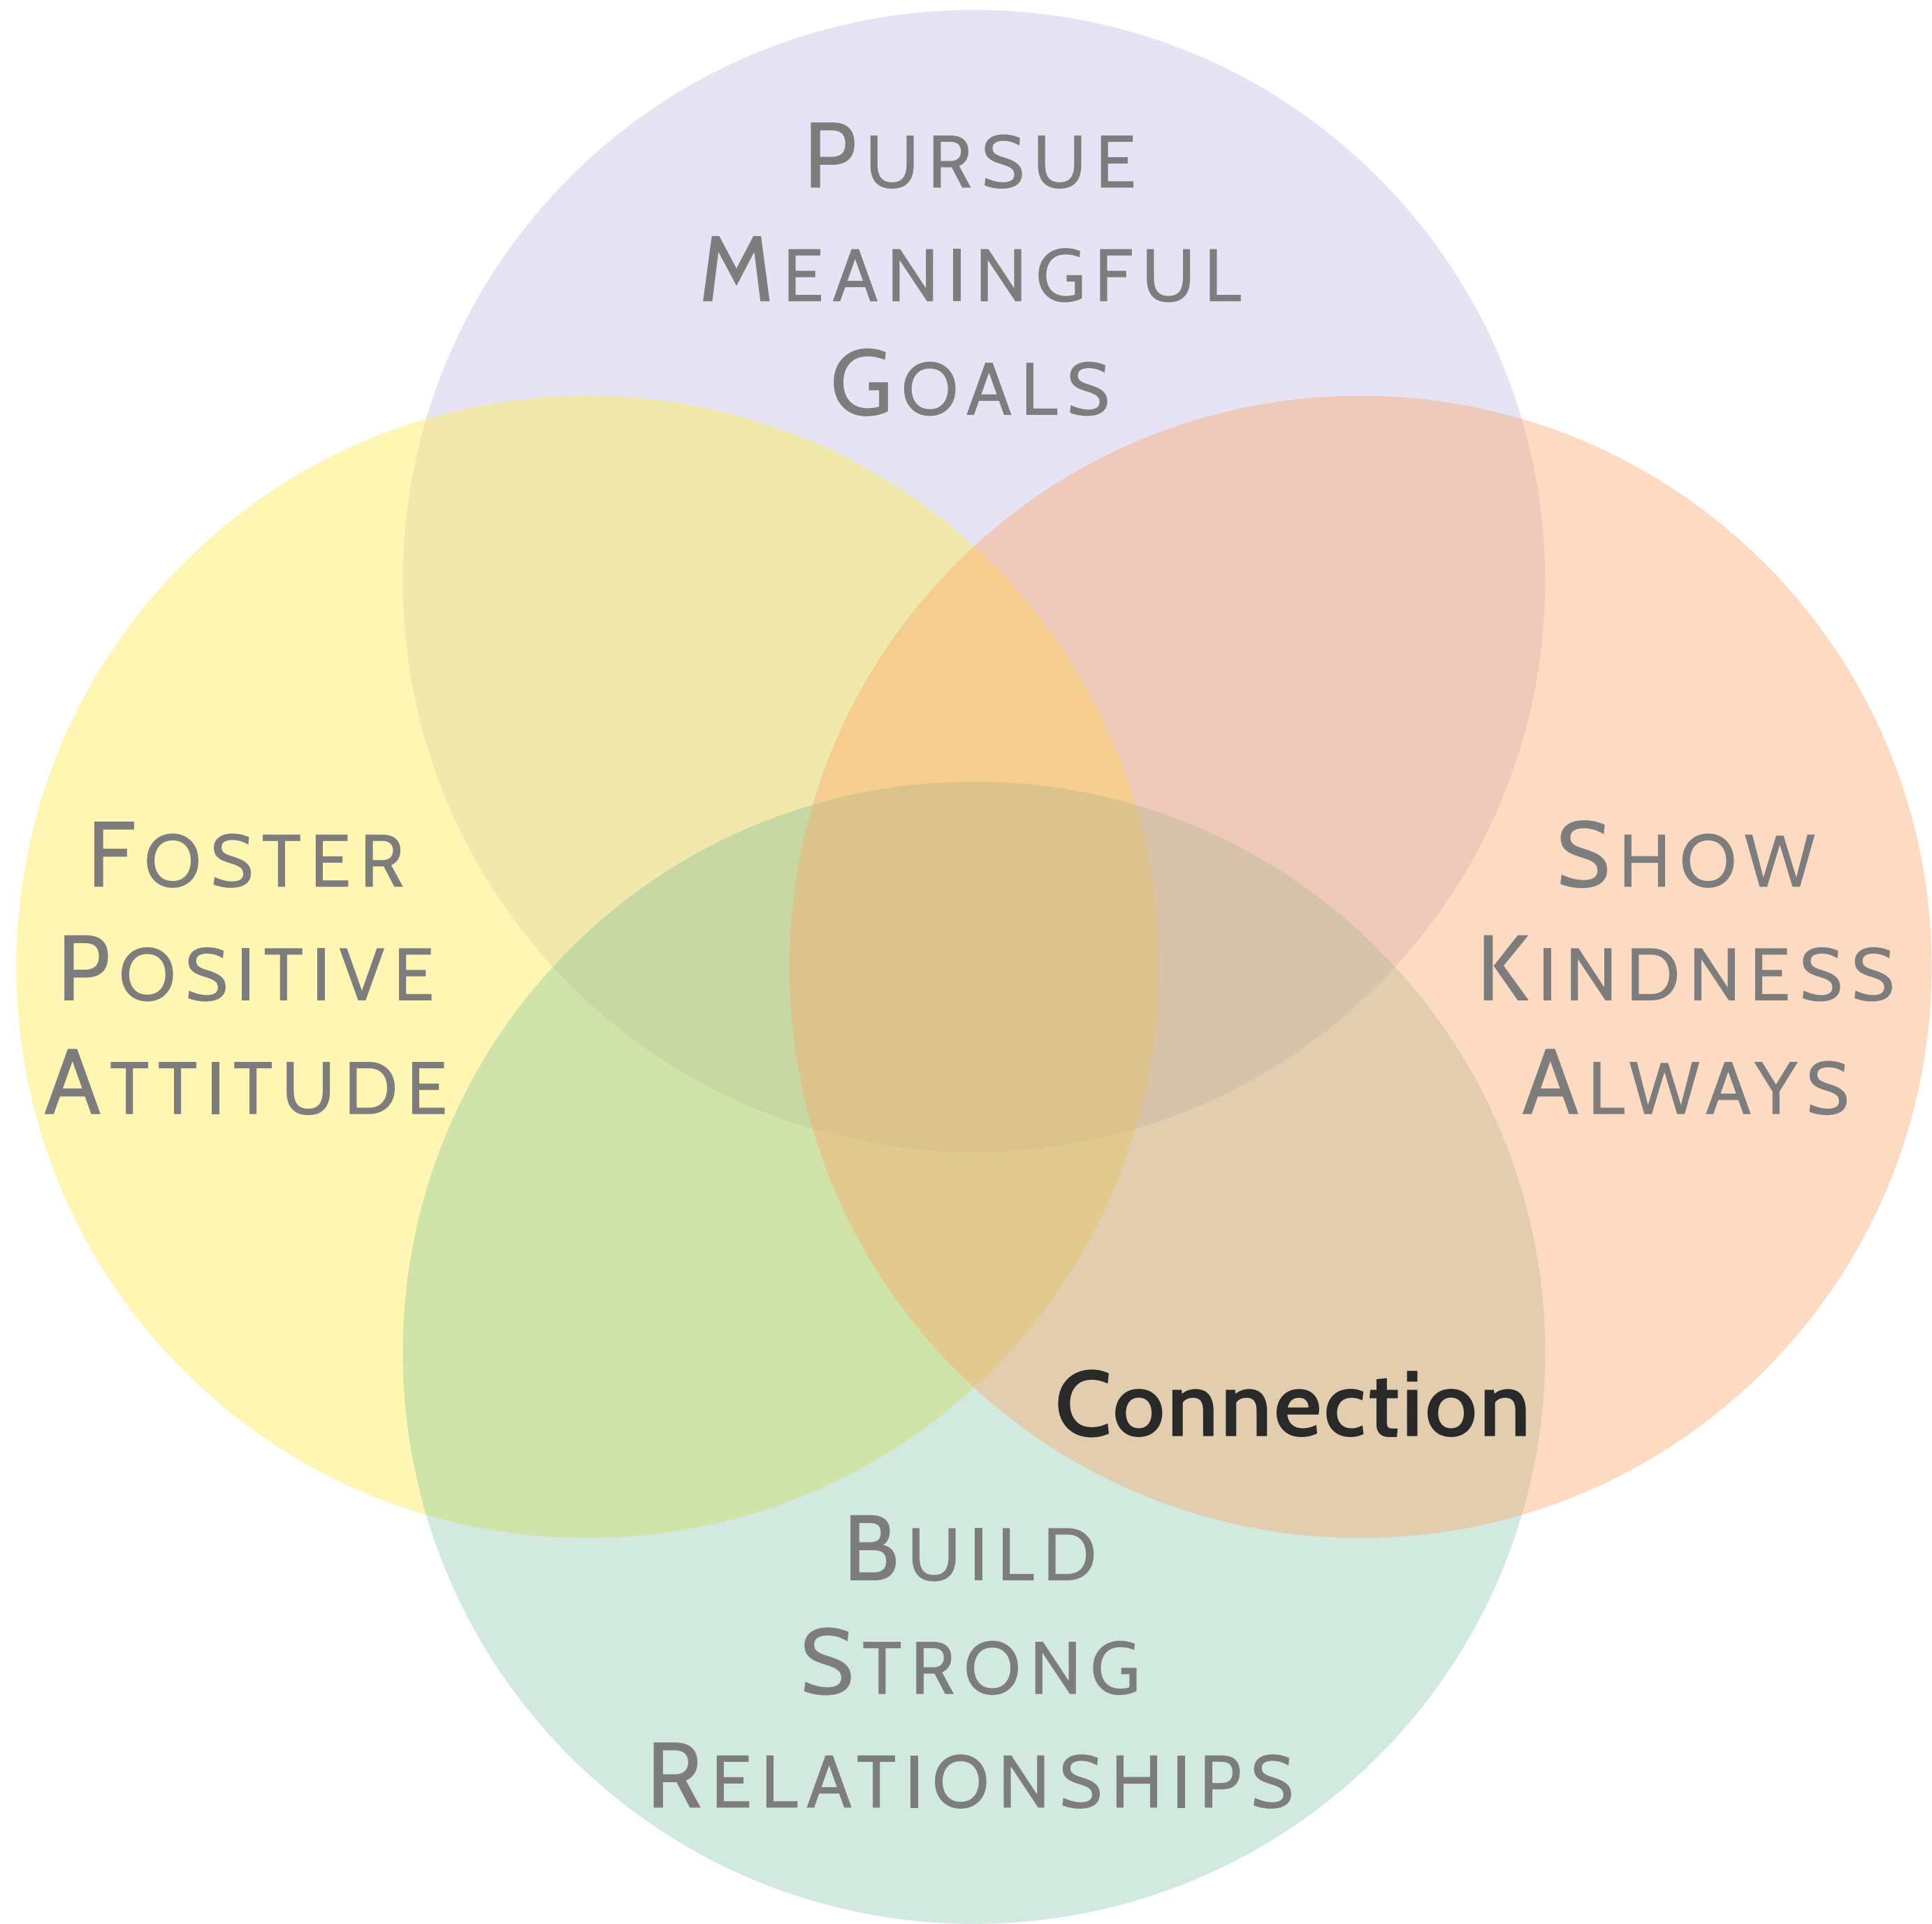 Pursue
Meaningful
Goals
Foster
Positive
Attitude
Show
Kindness
Always
Connection
Build
Strong
Relationships